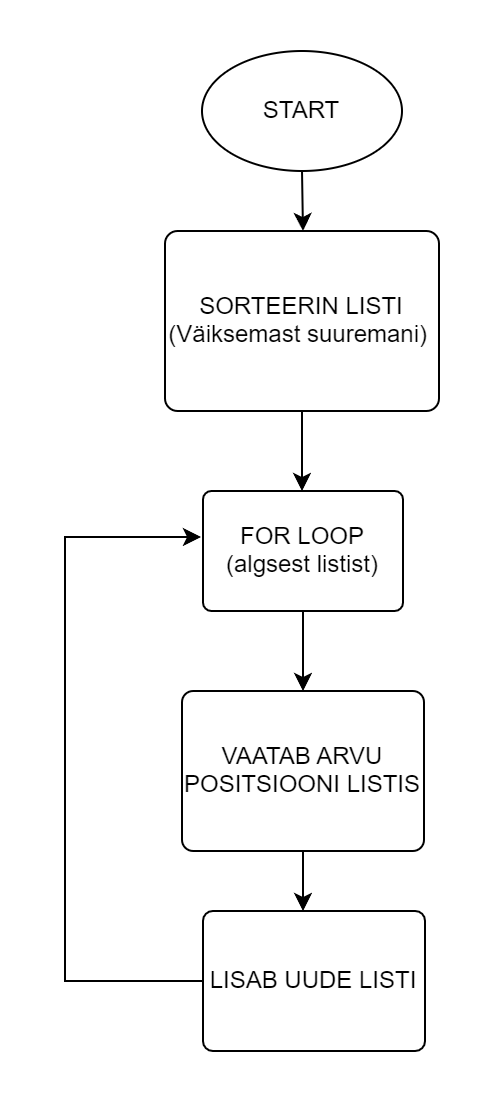 START
SORTEERIN LISTI
(Väiksemast suuremani)
FOR LOOP
(algsest listist)
VAATAB ARVU
POSITSIOONI LISTIS
LISAB UUDE LISTI